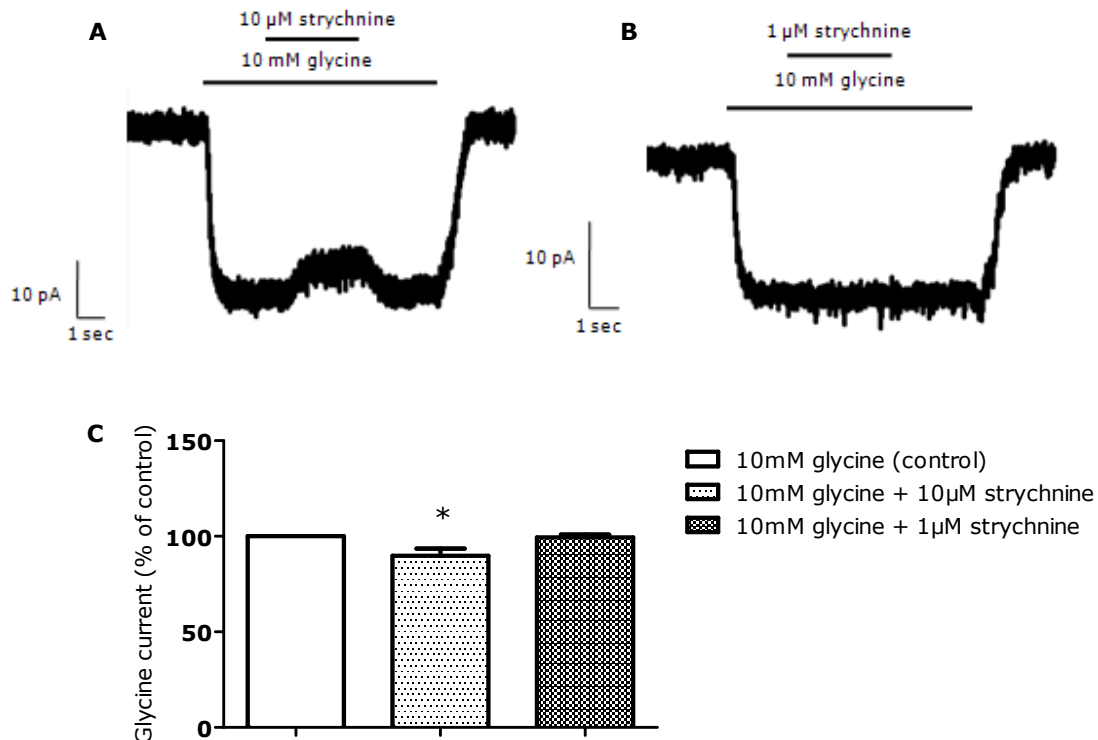 A
10 µM strychnine
10 mM glycine
10 pA
1 sec
B
1 µM strychnine
10 mM glycine
10 pA
1 sec
C
Glycine current (% of control)
150
100
50
0
*
10mM glycine (control)
10mM glycine + 10µM strychnine
10mM glycine + 1µM strychnine